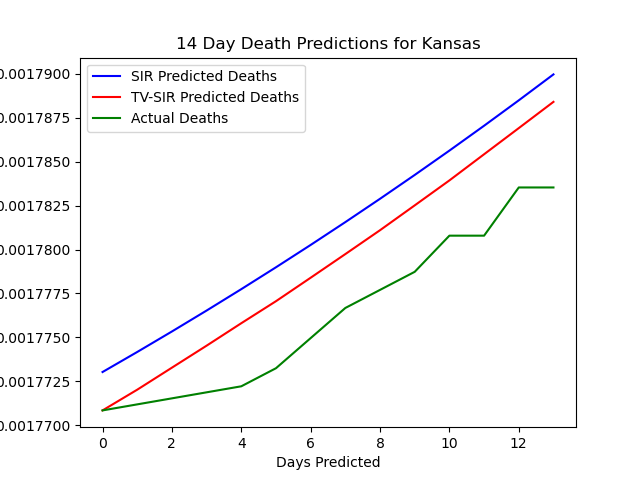 14 Day Death Predictions for Kansas
SIR Predicted Deaths
TV-SIR Predicted Deaths
Actual Deaths
0.0017900
0.0017875
0.0017850
0.0017825
0.0017800
0.0017775
0.0017750
0.0017725
0.0017700
0 2 4 6 8 10 12
Days Predicted